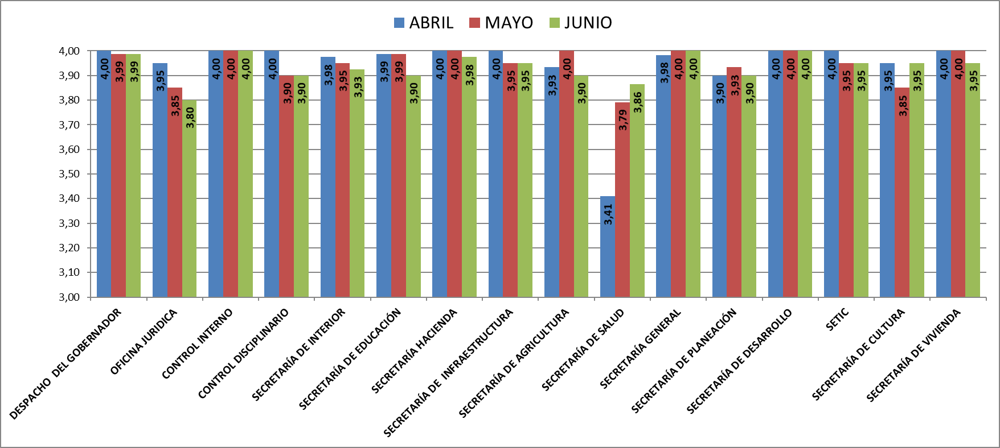 ABRIL MAYO JUNIO
4,00
3,90
3,80
3,70
3,60
3,50
3,40
3,30
3,20
3,10
3,00
4,00 3,99 3,99
3,95 3,85 3,80
4,00 4,00 4,00
4,00 3,90 3,90
3,98 3,95 3,93
3,99 3,99 3,90
4,00 4,00 3,98
4,00 3,95 3,95
3,93 4,00 3,90
3,41 3,79 3,86
3,98 4,00 4,00
3,90 3,93 3,90
4,00 4,00 4,00
4,00 3,95 3,95
3,95 3,85 3,95
4,00 4,00 3,95
DESPACHO DEL GOBERNADOR
OFICINA JURIDICA
CONTROL INTERNO
CONTROL DISCIPLINARIO
SECRETARÍA DE INTERIOR
SECRETARÍA DE EDUCACIÓN
SECRETARÍA HACIENDA
SECRETARÍA DE INFRAESTRUCTURA
SECRETARÍA DE AGRICULTURA
SECRETARÍA DE SALUD
SECRETARÍA GENERAL
SECRETARÍA DE PLANEACIÓN
SECRETARÍA DE DESARROLLO
SETIC
SECRETARÍA DE CULTURA
SECRETARÍA DE VIVIENDA